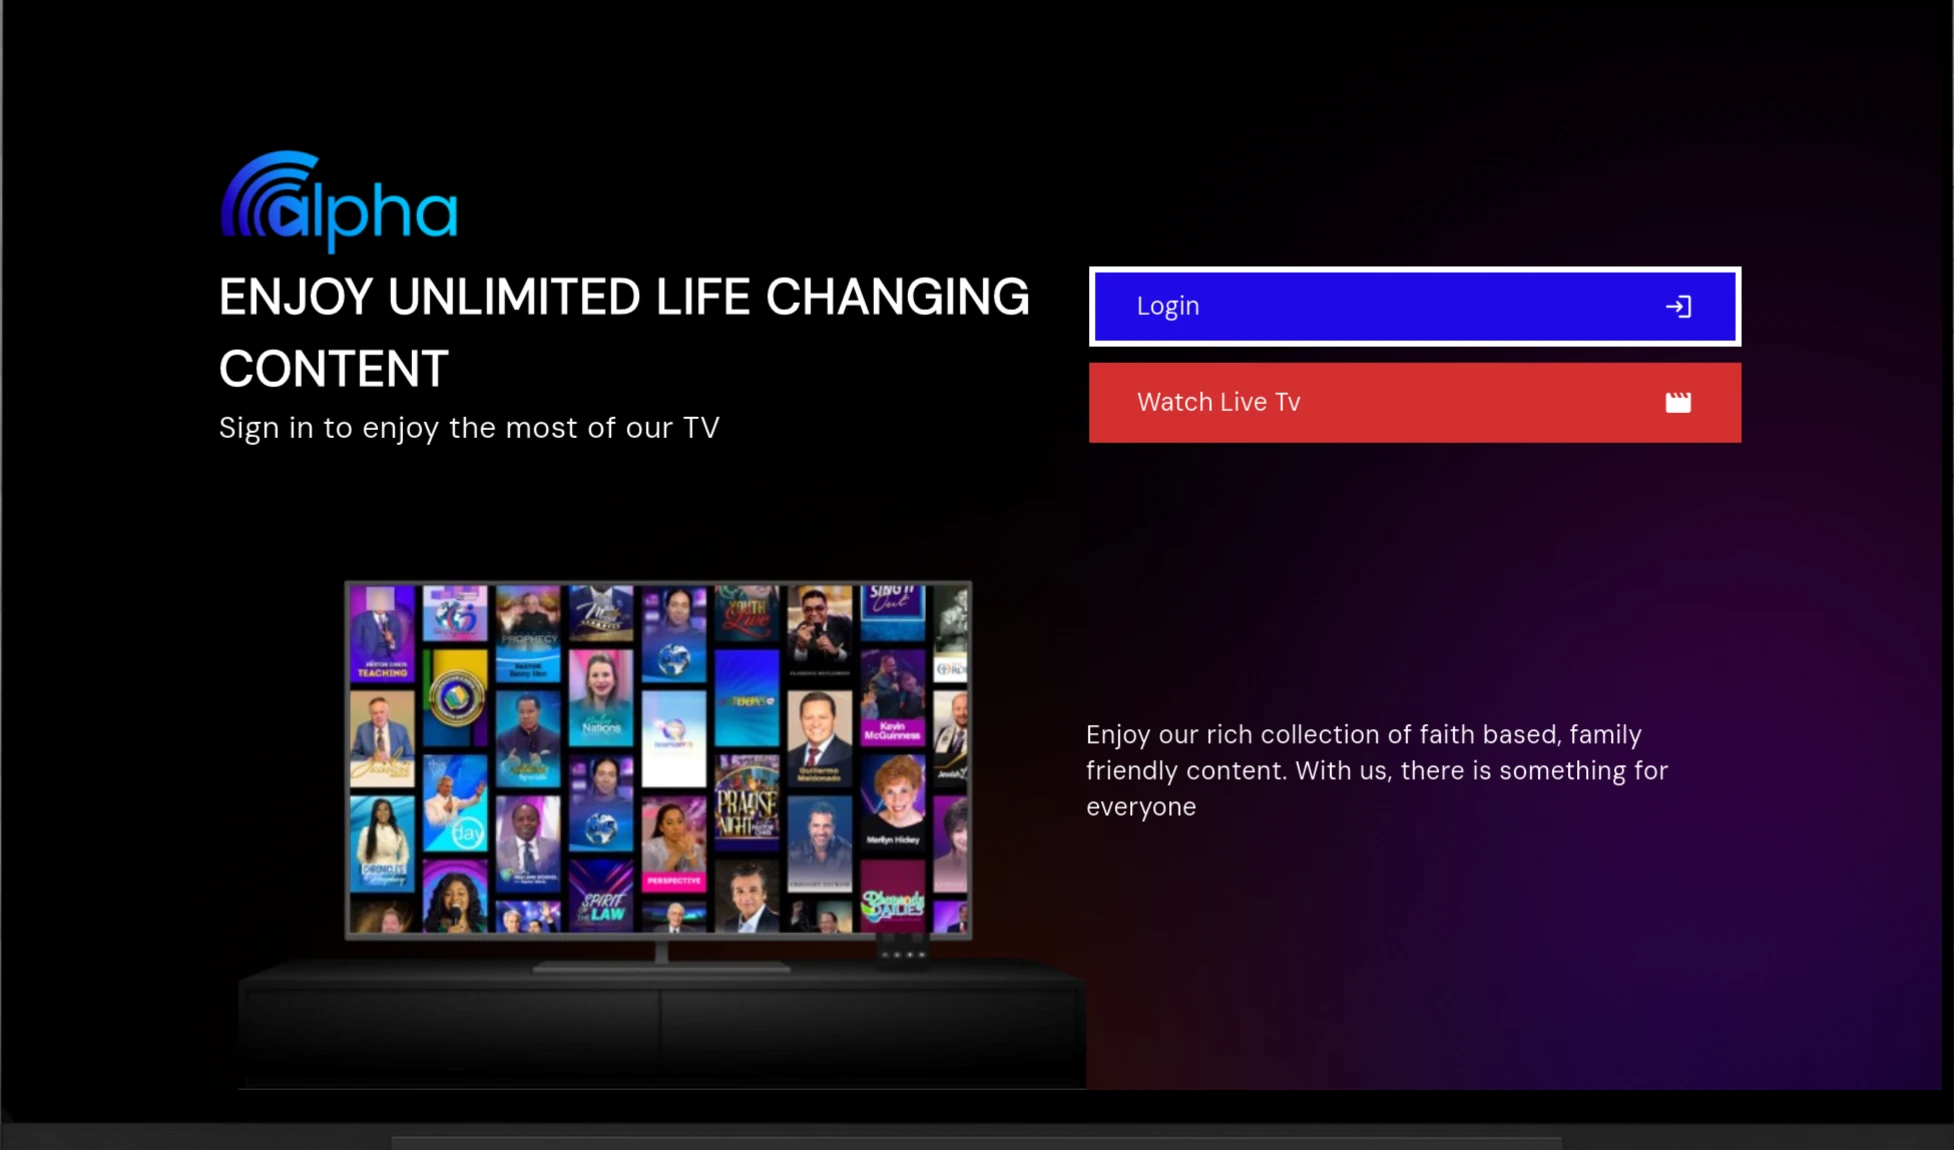 alpha
ENJOY UNLIMITED LIFE CHANGING
CONTENT
Sign in to enjoy the most of our TV
Login
Watch Live Tv
Enjoy our rich collection of faith based, family
friendly content. With us, there is something for
everyone
TEACHING
PROPHECY
YOUTH
Live
SING IT
Out
Nations
Kevin
McGuinness
Guillermo
Maldonado
PRAISE
NIGHT
day
Marilyn Hickey
PERSPECTIVE
SPIRIT
OF THE LAW
Rhapsody
DAILIES